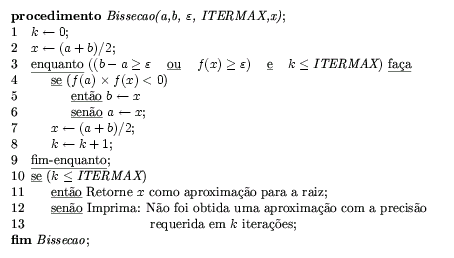 procedimento Bissecao(a,b, ε, ITERMAX,x);
1 k ← 0;
2 x ← (a + b)/2;
3 enquanto ((b − a ≥ ε ou f(x) ≥ ε) e k ≤ ITERMAX) faça
4 se (f(a) × f(x) < 0)
5 então b ← x
6 senão a ← x;
7 x ← (a + b)/2;
8 k ← k + 1;
9 fim-enquanto;
10 se (k ≤ ITERMAX)
11 então Retorne x como aproximação para a raiz;
12 senão Imprima: Não foi obtida uma aproximação com a precisão
13 requerida em k iterações;
fim Bissecao;